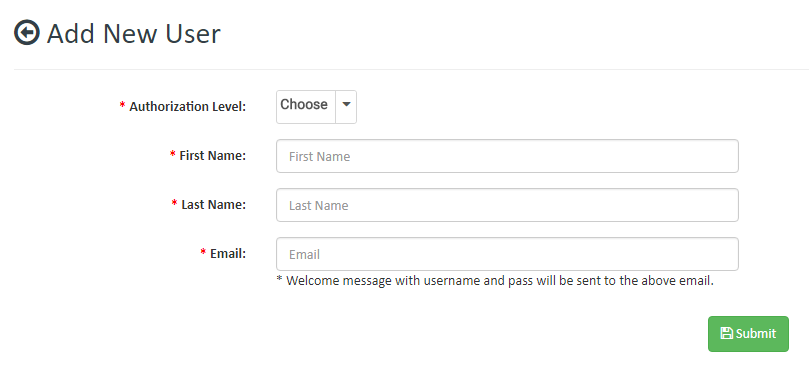 Add New User
* Authorization Level: Choose
* First Name: First Name
* Last Name: Last Name
* Email: Email
* Welcome message with username and pass will be sent to the above email.
Submit